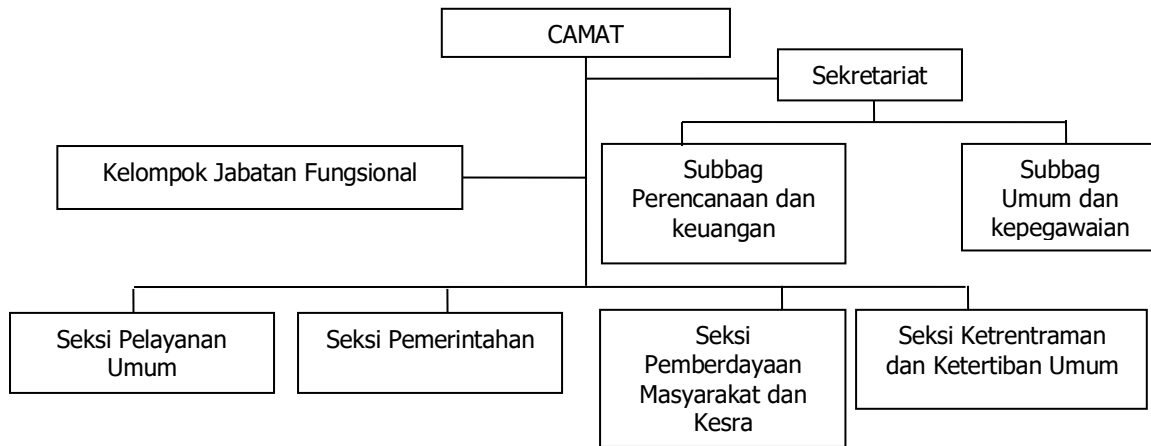 CAMAT
Sekretariat
Kelompok Jabatan Fungsional
Subbag
Perencanaan dan
keuangan
Subbag
Umum dan
kepegawaian
Seksi Pelayanan
Umum
Seksi Pemerintahan
Seksi
Pemberdayaan
Masyarakat dan
Kesra
Seksi Ketrentraman
dan Ketertiban Umum